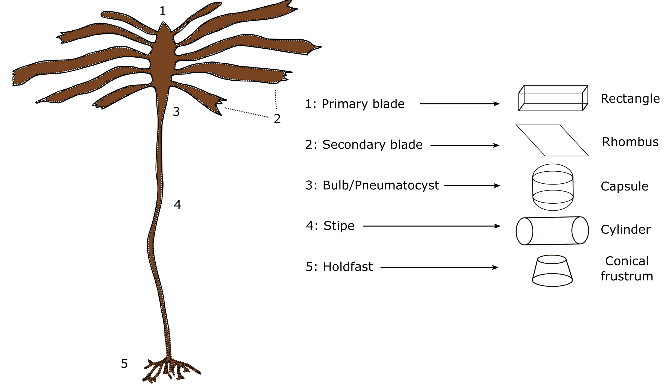 1
3
2
4
5
1: Primary blade
Rectangle
2: Secondary blade
Rhombus
3: Bulb/Pneumatocyst
Capsule
4: Stipe
Cylinder
5: Holdfast
Conical
frustrum